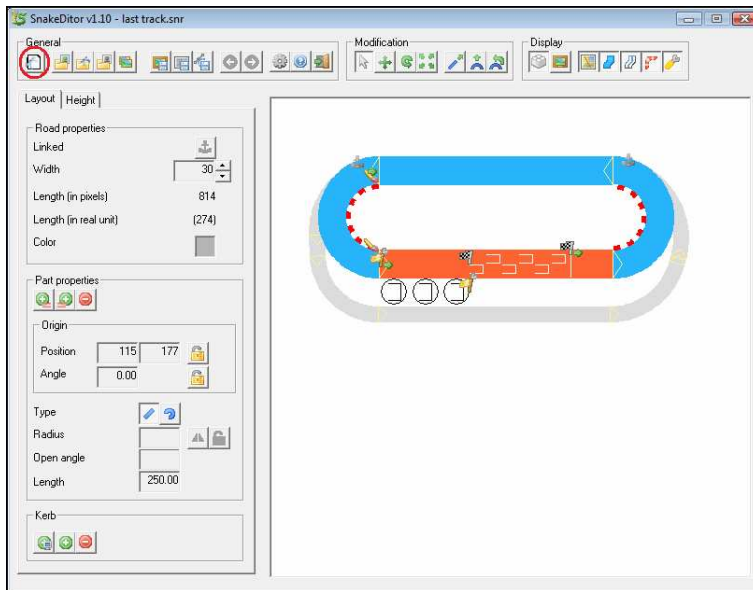 SnakeDitor v1.10 - last track.snr
General
Modification
Display
Layout
Height
Road properties
Linked
Width
30
Length (in pixels)
814
Length (in real unit)
(274)
Color
Part properties
Origin
Position
115
177
Angle
0.00
Type
Radius
Open angle
Length
250.00
Kerb